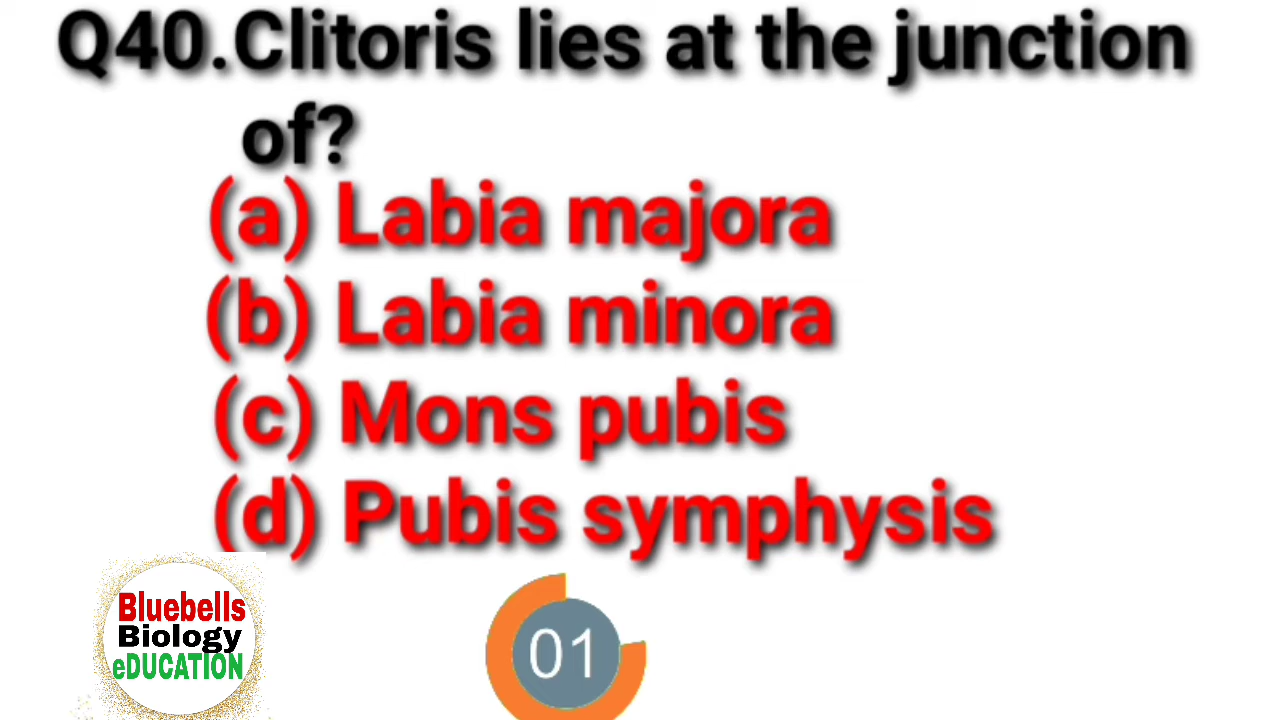 Q40.Clitoris lies at the junction
of?
(a) Labia majora
(b) Labia minora
(c) Mons pubis
(d) Pubis symphysis
Bluebells
Biology
eDUCATION
01